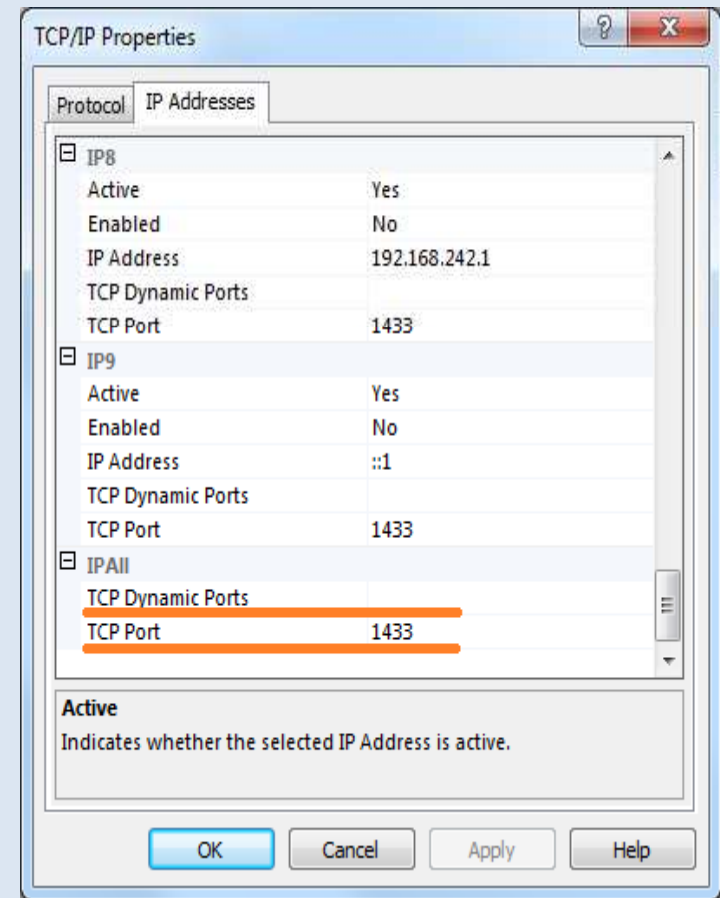 TCP/IP Properties
Protocol IP Addresses
IP8
Active Yes
Enabled No
IP Address 192.168.242.1
TCP Dynamic Ports
TCP Port 1433
IP9
Active Yes
Enabled No
IP Address ::1
TCP Dynamic Ports
TCP Port 1433
IPAll
TCP Dynamic Ports
TCP Port 1433
Active
Indicates whether the selected IP Address is active.
OK Cancel Apply Help